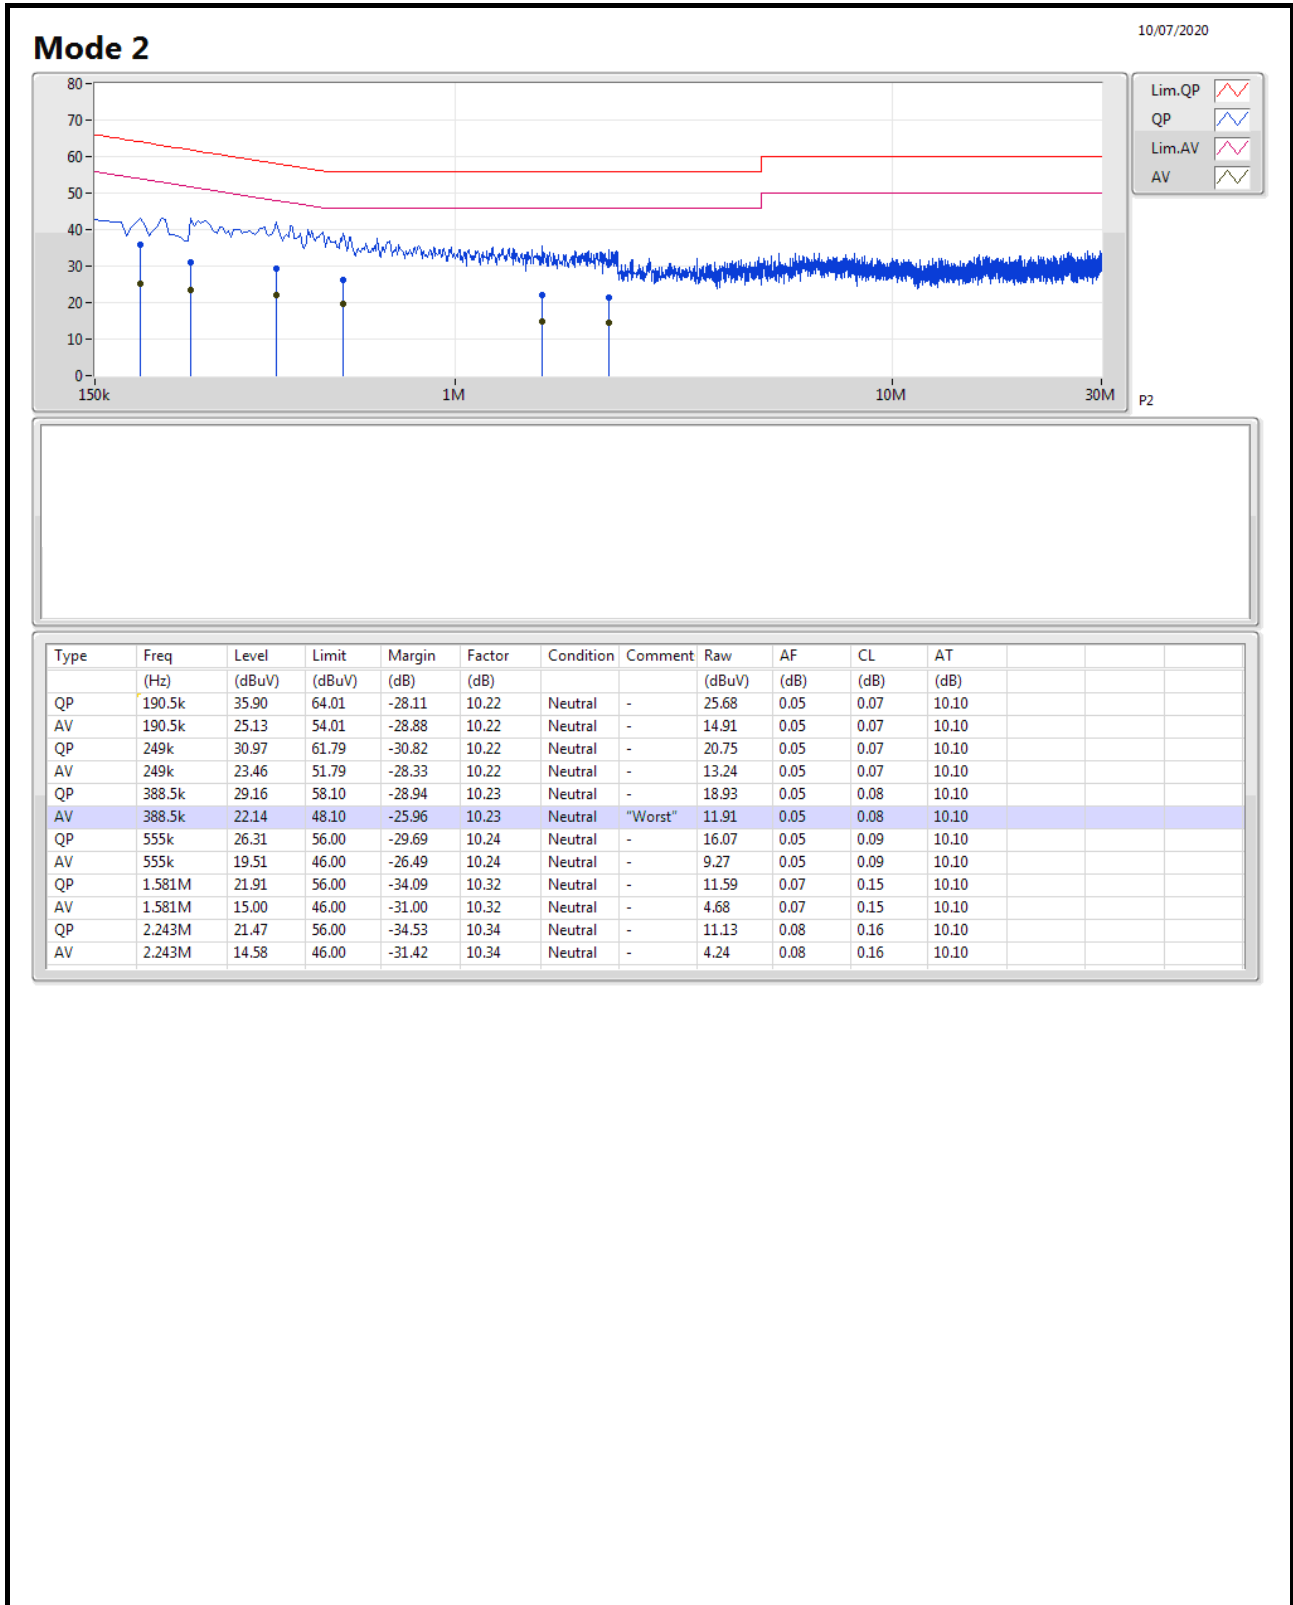 10/07/2020
Mode 2
80
70
60
50
40
30
20
10
0
150k 1M 10M 30M
Lim.QP
QP
Lim.AV
AV
P2
Type Freq Level Limit Margin Factor Condition Comment Raw AF CL AT
(Hz) (dBuV) (dBuV) (dB) (dB) (dBuV) (dB) (dB) (dB)
QP 190.5k 35.90 64.01 -28.11 10.22 Neutral - 25.68 0.05 0.07 10.10
AV 190.5k 25.13 54.01 -28.88 10.22 Neutral - 14.91 0.05 0.07 10.10
QP 249k 30.97 61.79 -30.82 10.22 Neutral - 20.75 0.05 0.07 10.10
AV 249k 23.46 51.79 -28.33 10.22 Neutral - 13.24 0.05 0.07 10.10
QP 388.5k 29.16 58.10 -28.94 10.23 Neutral - 18.93 0.05 0.08 10.10
AV 388.5k 22.14 48.10 -25.96 10.23 Neutral "Worst" 11.91 0.05 0.08 10.10
QP 555k 26.31 56.00 -29.69 10.24 Neutral - 16.07 0.05 0.09 10.10
AV 555k 19.51 46.00 -26.49 10.24 Neutral - 9.27 0.05 0.09 10.10
QP 1.581M 21.91 56.00 -34.09 10.32 Neutral - 11.59 0.07 0.15 10.10
AV 1.581M 15.00 46.00 -31.00 10.32 Neutral - 4.68 0.07 0.15 10.10
QP 2.243M 21.47 56.00 -34.53 10.34 Neutral - 11.13 0.08 0.16 10.10
AV 2.243M 14.58 46.00 -31.42 10.34 Neutral - 4.24 0.08 0.16 10.10